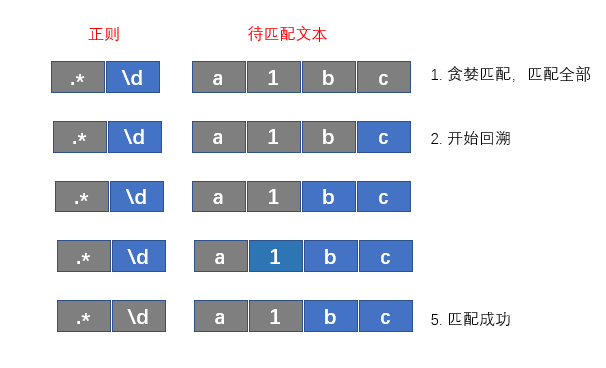 正则 待匹配文本
.* \d a 1 b c 1. 贪婪匹配，匹配全部
.* \d a 1 b c 2. 开始回溯
.* \d a 1 b c
.* \d a 1 b c
.* \d a 1 b c 5. 匹配成功